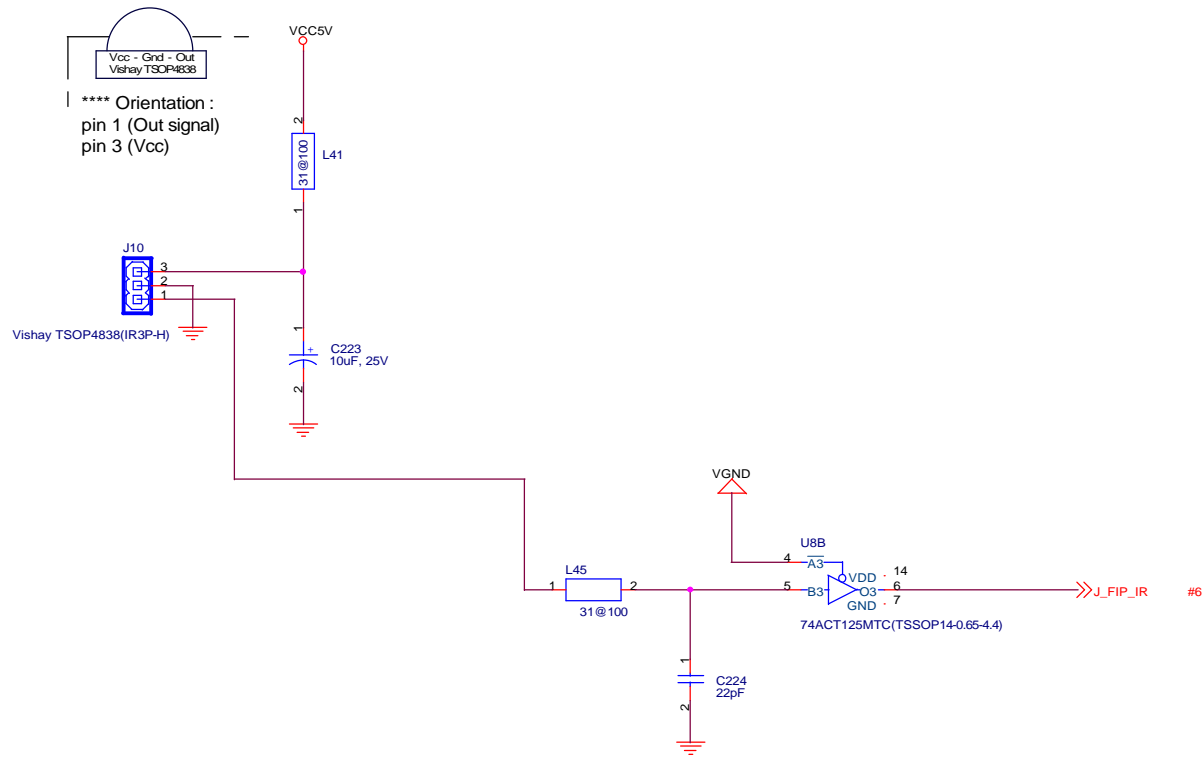 Vcc - Gnd - Out
Vishay TSOP4838
**** Orientation :
pin 1 (Out signal)
pin 3 (Vcc)
VCC5V
2
31@100
L41
1
J10
3
2
1
Vishay TSOP4838(IR3P-H)
1
+
C223
10uF, 25V
2
VGND
U8B
4
A3
L45
1
2
31@100
5
B3
VDD
14
O3
6
GND
7
J_FIP_IR
#6
74ACT125MTC(TSSOP14-0.65-4.4)
1
C224
22pF
2